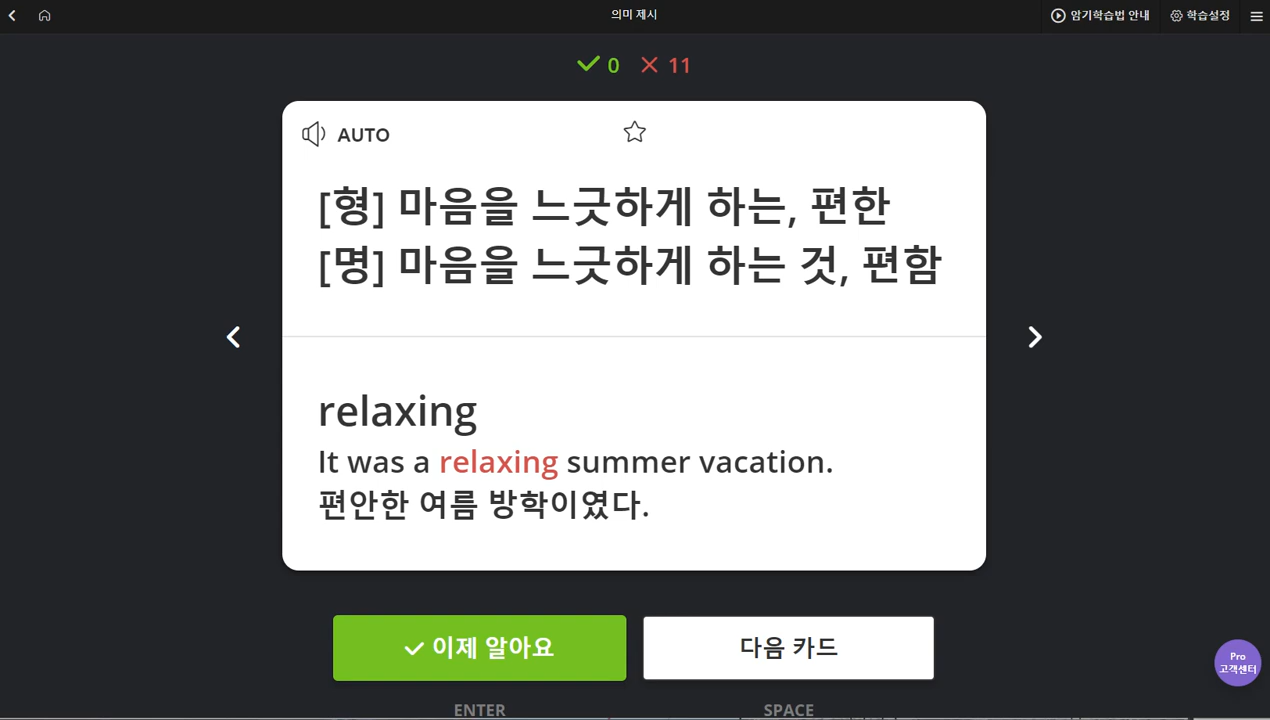 의미 제시
암기학습법 안내
학습설정
0
11
AUTO
[형] 마음을 느긋하게 하는, 편한
[명] 마음을 느긋하게 하는 것, 편함
relaxing
It was a relaxing summer vacation.
편안한 여름 방학이였다.
이제 알아요
다음 카드
Pro
고객센터
ENTER
SPACE